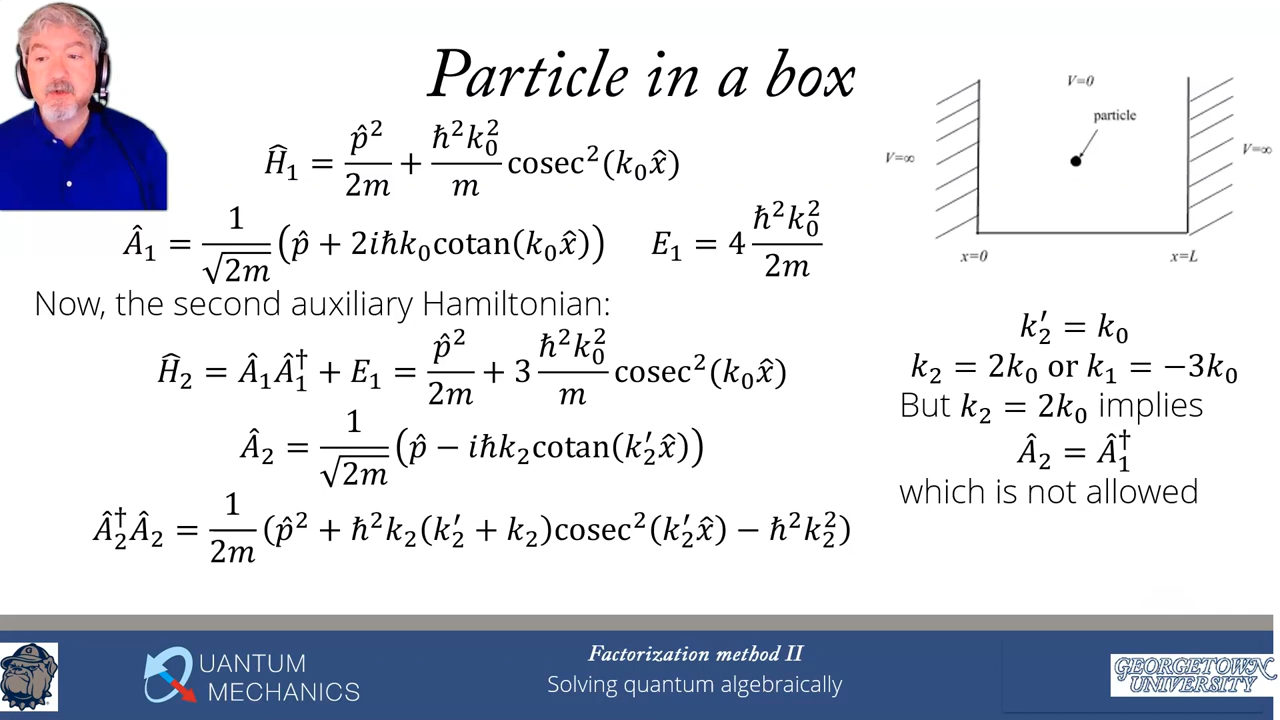 Particle in a box
Ĥ₁ = p̂²/2m + ħ²k₀²/m cosec²(k₀x̂)
Â₁ = 1/√2m (p̂ + 2iħk₀cotan(k₀x̂)) E₁ = 4 ħ²k₀²/2m
Now, the second auxiliary Hamiltonian:
Ĥ₂ = Â₁Â₁† + E₁ = p̂²/2m + 3 ħ²k₀²/m cosec²(k₀x̂)
Â₂ = 1/√2m (p̂ − iħk₂cotan(k₂′x̂))
Â₂†Â₂ = 1/2m (p̂² + ħ²k₂(k₂′ + k₂)cosec²(k₂′x̂) − ħ²k₂²)
V=0
particle
V=∞
V=∞
x=0
x=L
k₂′ = k₀
k₂ = 2k₀ or k₁ = −3k₀
But k₂ = 2k₀ implies
Â₂ = Â₁†
which is not allowed
G
QUANTUM
MECHANICS
Factorization method II
Solving quantum algebraically
GEORGETOWN
UNIVERSITY